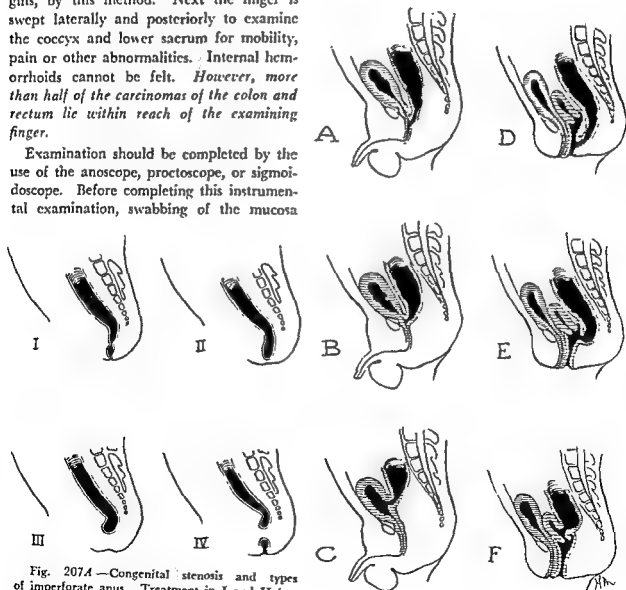 gins, by this method. Next the finger is
swept laterally and posteriorly to examine
the coccyx and lower sacrum for mobility,
pain or other abnormalities. Internal hem-
orrhoids cannot be felt. However, more
than half of the carcinomas of the colon and
rectum lie within reach of the examining
finger.
Examination should be completed by the
use of the anoscope, proctoscope, or sigmoi-
doscope. Before completing this instrumen-
tal examination, swabbing of the mucosa
A
D
I
II
B
E
III
IV
C
F
Fig. 207A—Congenital stenosis and types
of imperforate anus. Treatment in I and